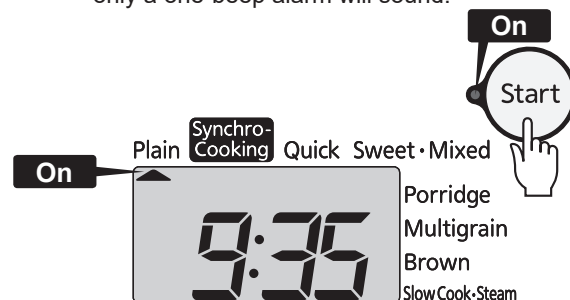 only a one-beep alarm will sound.
On
Start
Synchro-
Plain Cooking Quick Sweet・Mixed
On
Porridge
9:35
Multigrain
Brown
Slow Cook・Steam